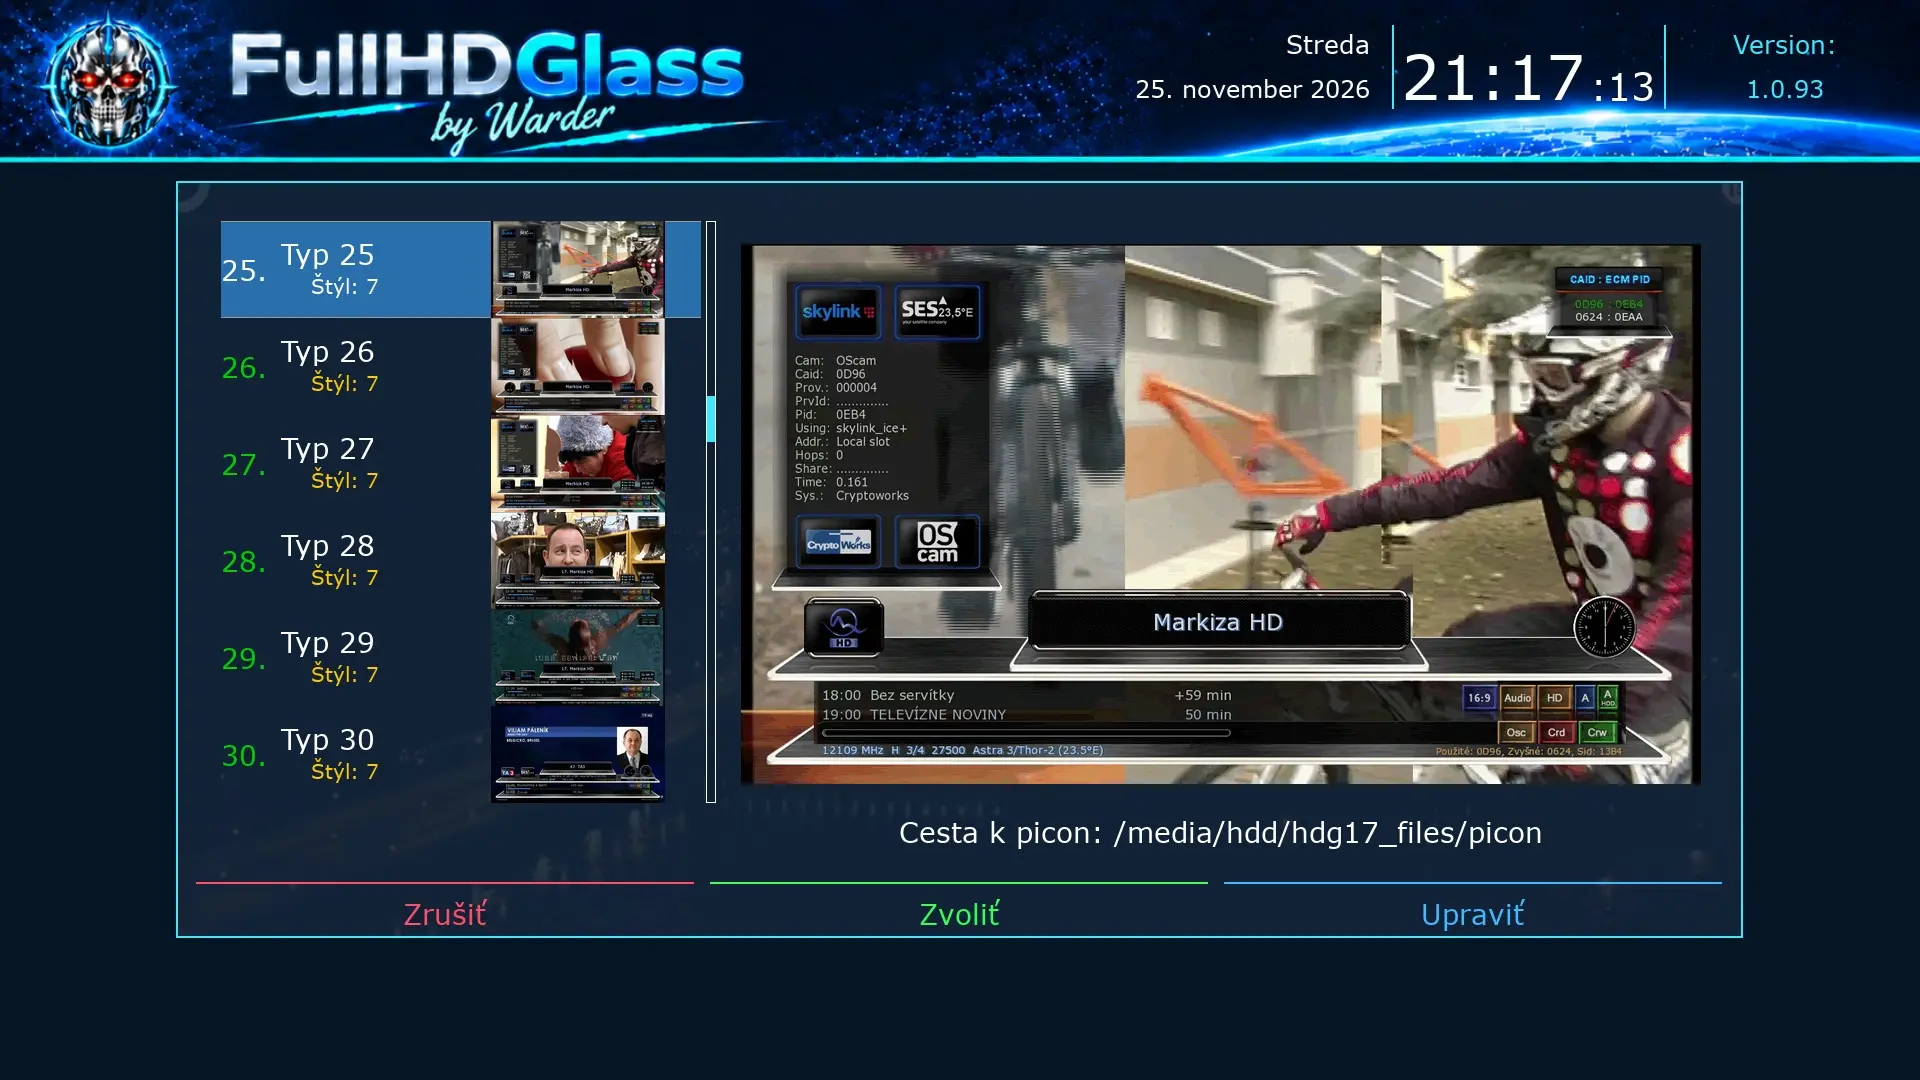 FullHDGlass
by Warder
Streda
25. november 2026
21:17:13
Version:
1.0.93
25.
Typ 25
Štýl: 7
26.
Typ 26
Štýl: 7
27.
Typ 27
Štýl: 7
28.
Typ 28
Štýl: 7
29.
Typ 29
Štýl: 7
30.
Typ 30
Štýl: 7
skylink
SES 23,5°E
your satellite company
Cam: OScam
Caid: 0D96
Prov.: 000004
PrvId: ..............
Pid: 0EB4
Using: skylink_ice+
Addr.: Local slot
Hops: 0
Share: ..............
Time: 0.161
Sys.: Cryptoworks
CryptoWorks
OS cam
CAID : ECM PID
0D96 : 0EB4
0624 : 0EAA
HD
Markiza HD
18:00 Bez servítky +59 min
19:00 TELEVÍZNE NOVINY 50 min
16:9 Audio HD A A HDD
Osc Crd Crw
12109 MHz H 3/4 27500 Astra 3/Thor-2 (23.5°E)
Použité: 0D96, Zvyšné: 0624, Sid: 13B4
Cesta k picon: /media/hdd/hdg17_files/picon
Zrušiť
Zvoliť
Upraviť